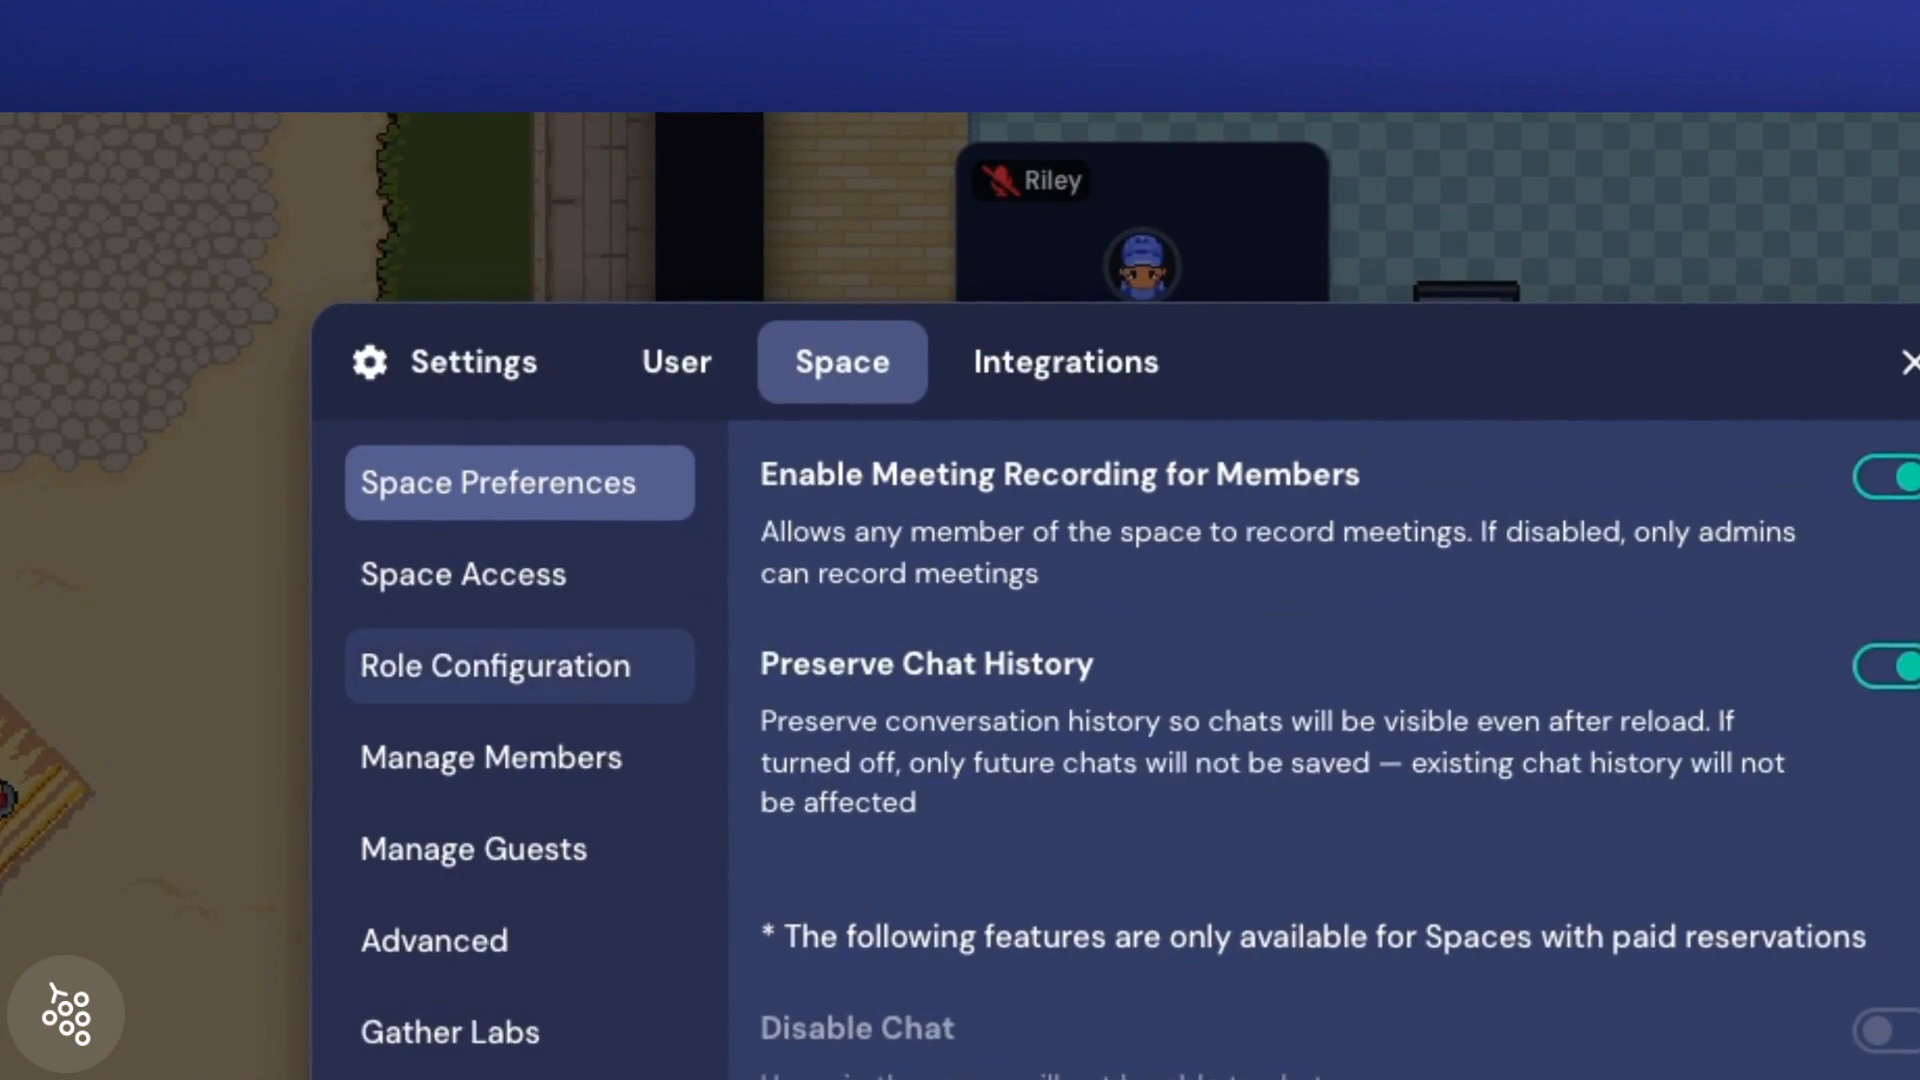 Riley
Settings
User
Space
Integrations
Space Preferences
Space Access
Role Configuration
Manage Members
Manage Guests
Advanced
Gather Labs
Enable Meeting Recording for Members
Allows any member of the space to record meetings. If disabled, only admins
can record meetings
Preserve Chat History
Preserve conversation history so chats will be visible even after reload. If
turned off, only future chats will not be saved — existing chat history will not
be affected
* The following features are only available for Spaces with paid reservations
Disable Chat